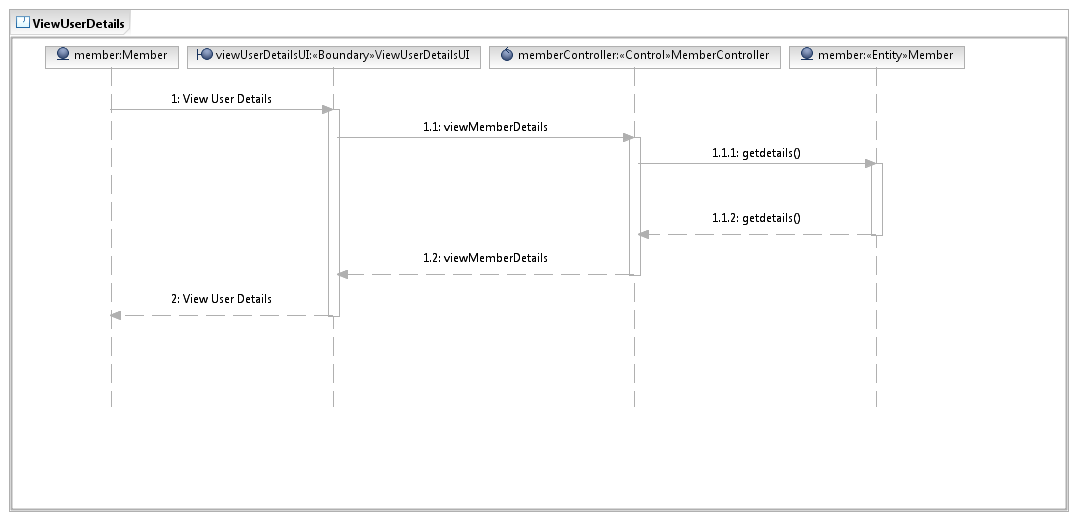 ViewUserDetails
member:Member
viewUserDetailsUI:«Boundary»ViewUserDetailsUI
memberController:«Control»MemberController
member:«Entity»Member
1: View User Details
1.1: viewMemberDetails
1.1.1: getdetails()
1.1.2: getdetails()
1.2: viewMemberDetails
2: View User Details